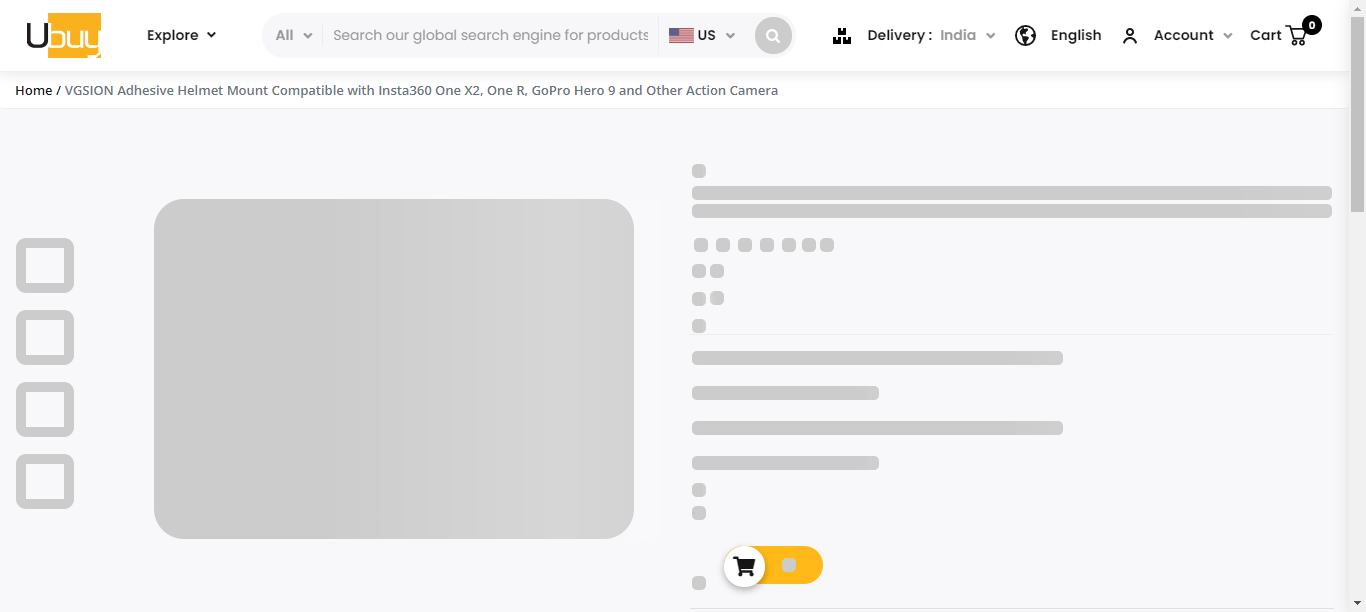 Ubuy Explore All Search our global search engine for products US Delivery : India English Account Cart 0
Home / VGSION Adhesive Helmet Mount Compatible with Insta360 One X2, One R, GoPro Hero 9 and Other Action Camera